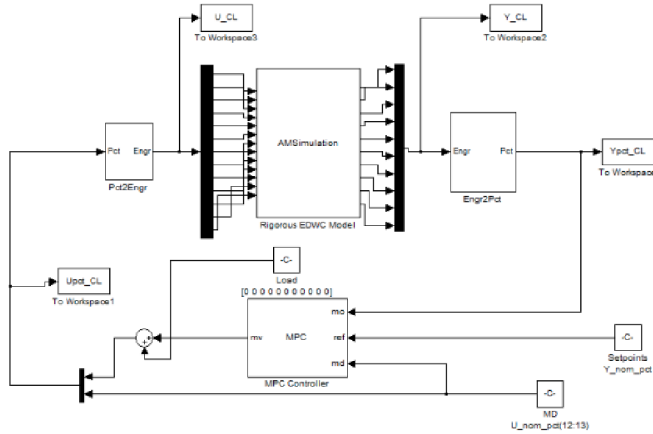 U_CL
To Workspace3
Y_CL
To Workspace2
AMSimulation
Rigorous EDWC Model
Pct Engr
Pct2Engr
Engr Pct
Engr2Pct
Ypct_CL
To Workspace
Upct_CL
To Workspace1
-C-
Load
[0 0 0 0 0 0 0 0 0 0 0]
mo
mv MPC ref
md
MPC Controller
-C-
Setpoints
Y_nom_pct
-C-
MD
U_nom_pct(12:13)